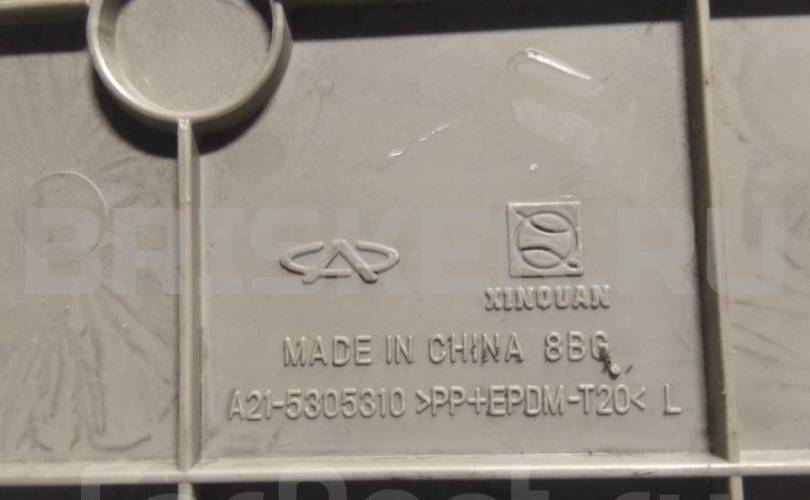 BRISKET.RU
XINQUAN
MADE IN CHINA 8BG
A21-5305310 >PP+EPDM-T20< L